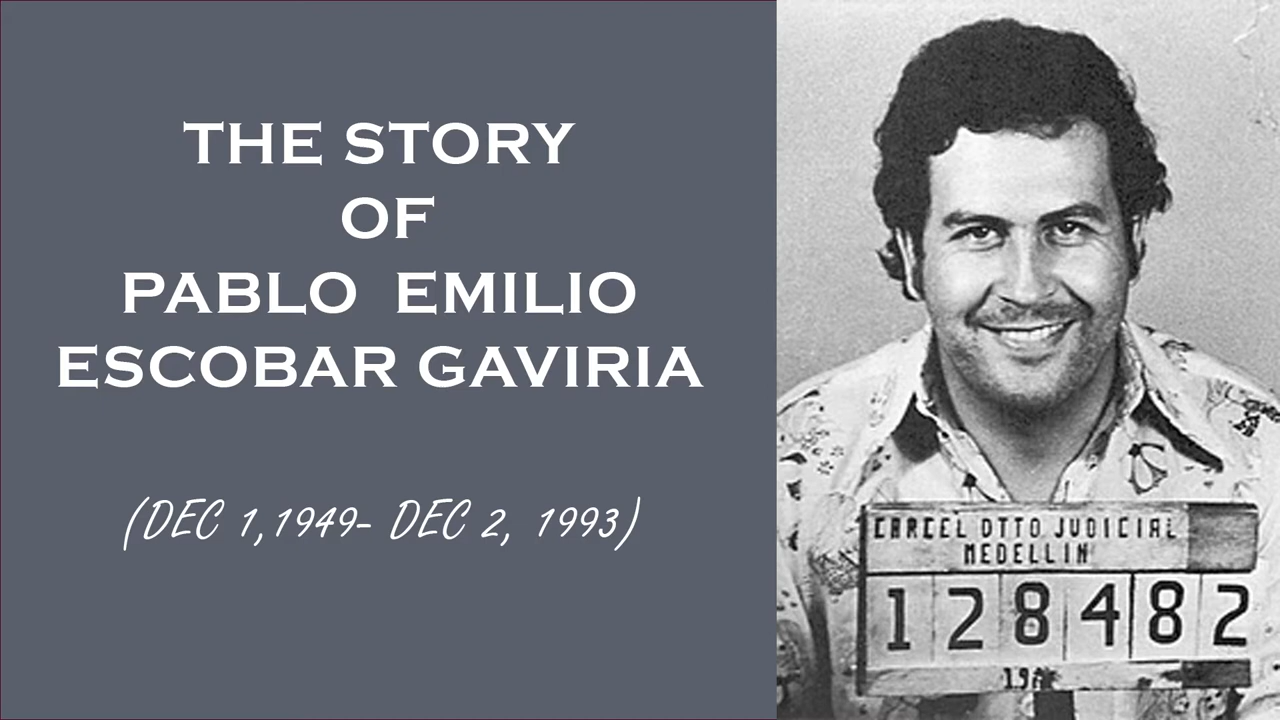 THE STORY
OF
PABLO EMILIO
ESCOBAR GAVIRIA
(DEC 1,1949- DEC 2, 1993)
CARCEL DTTO JUDICIAL
MEDELLIN
128482